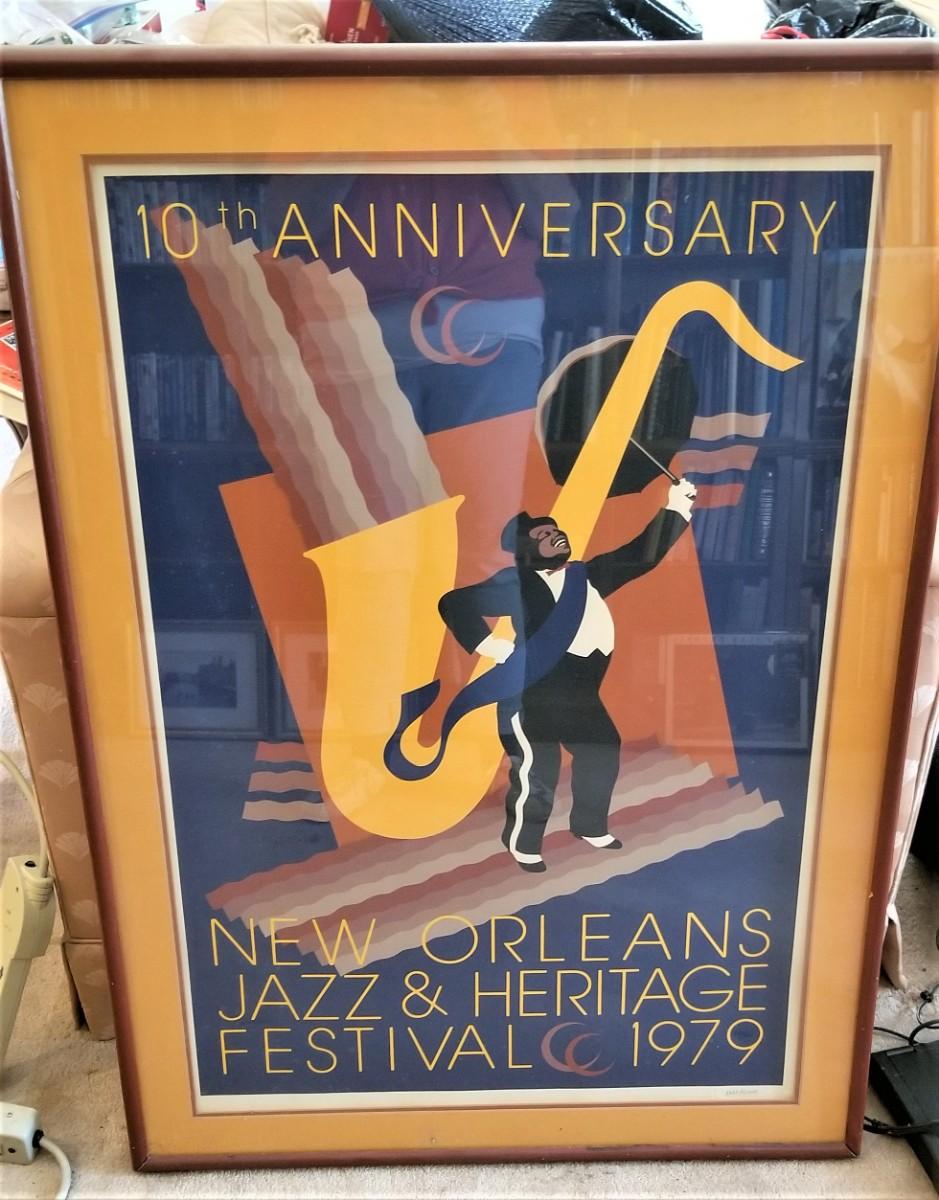 10th ANNIVERSARY
NEW ORLEANS
JAZZ & HERITAGE
FESTIVAL 1979